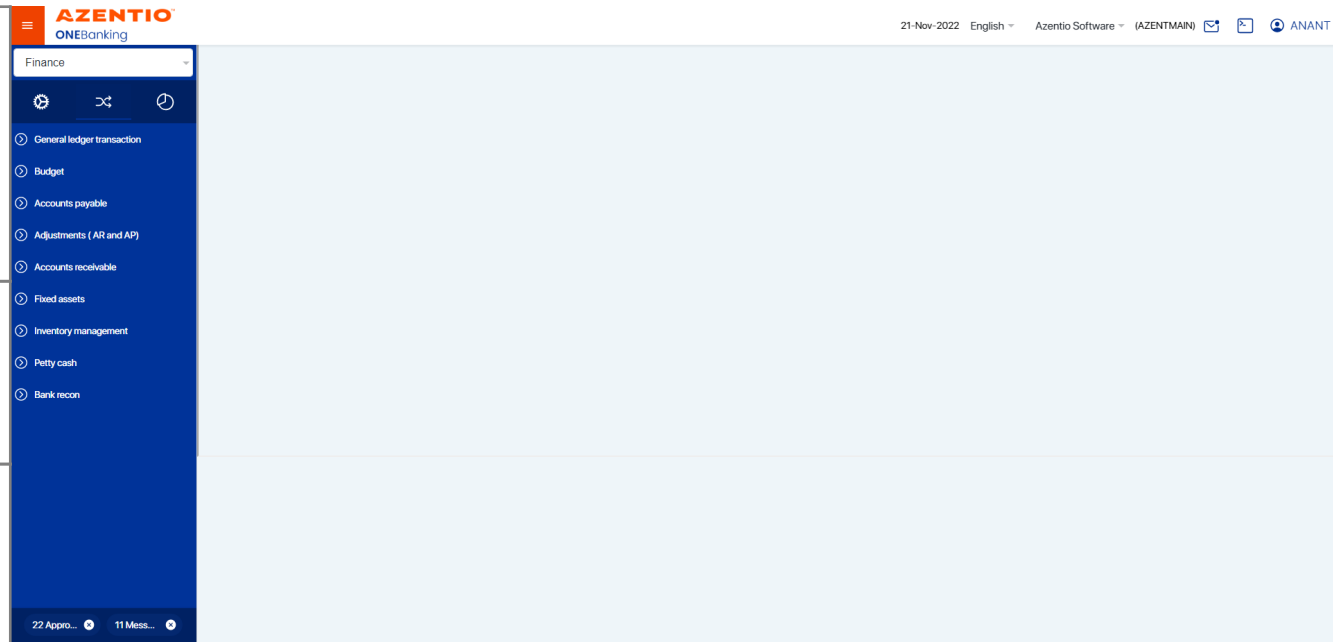 AZENTIO™
ONEBanking
21-Nov-2022 English Azentio Software (AZENTMAIN) ANANT
Finance
General ledger transaction
Budget
Accounts payable
Adjustments ( AR and AP)
Accounts receivable
Fixed assets
Inventory management
Petty cash
Bank recon
22 Appro... 11 Mess...